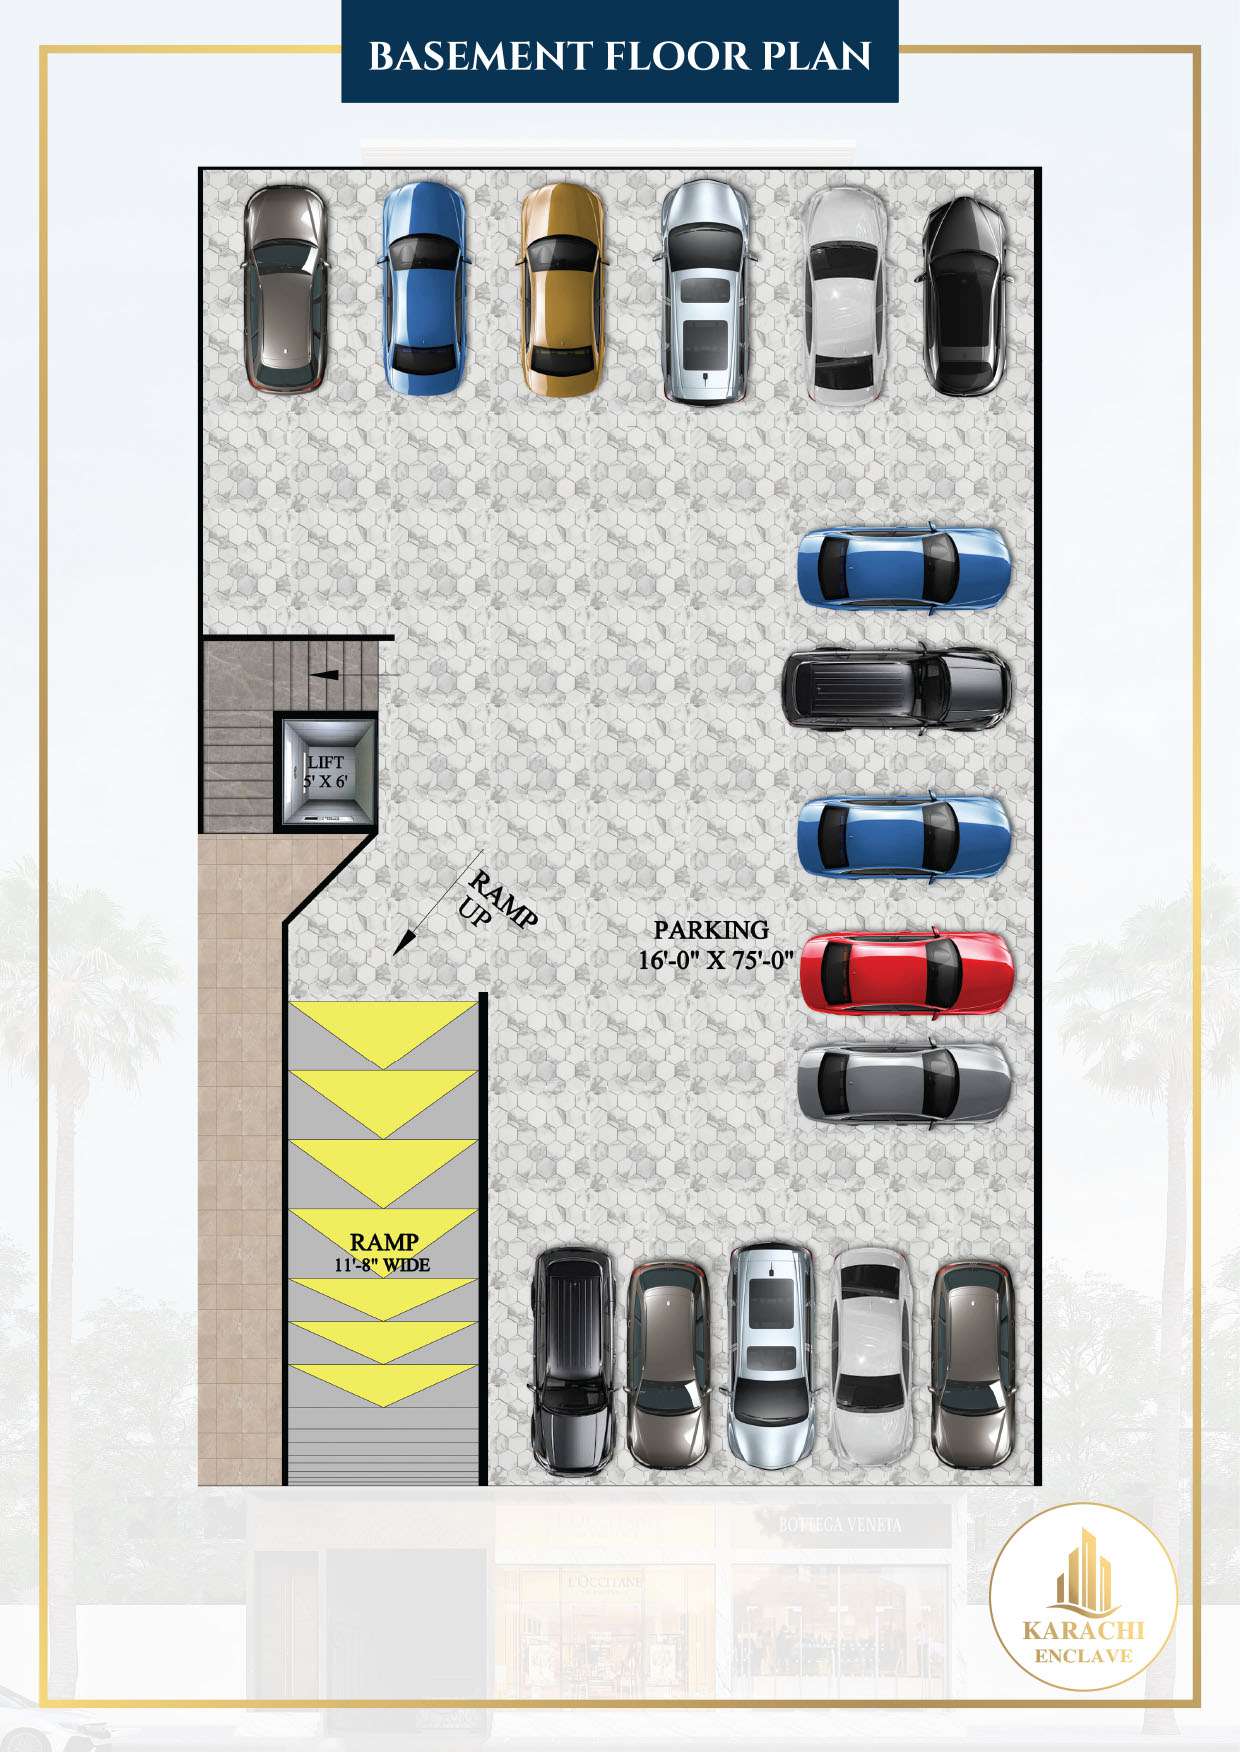 BASEMENT FLOOR PLAN
LIFT
5' X 6'
RAMP
UP
PARKING
16'-0" X 75'-0"
RAMP
11'-8" WIDE
BOTTEGA VENETA
L'OCCITANE
KARACHI
ENCLAVE